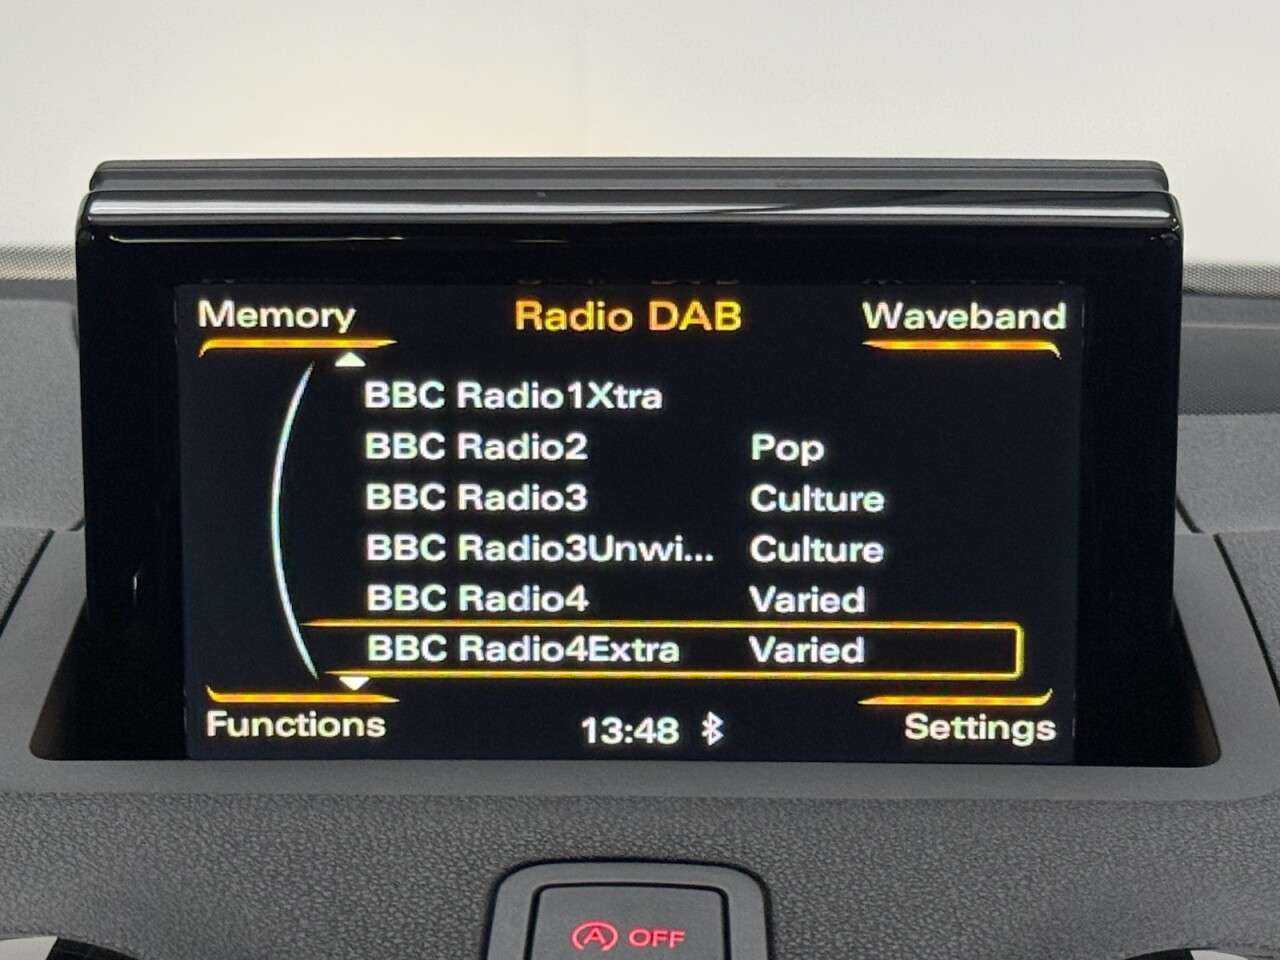 Memory Radio DAB Waveband
BBC Radio1Xtra
BBC Radio2 Pop
BBC Radio3 Culture
BBC Radio3Unwi... Culture
BBC Radio4 Varied
BBC Radio4Extra Varied
Functions 13:48 Settings
A OFF